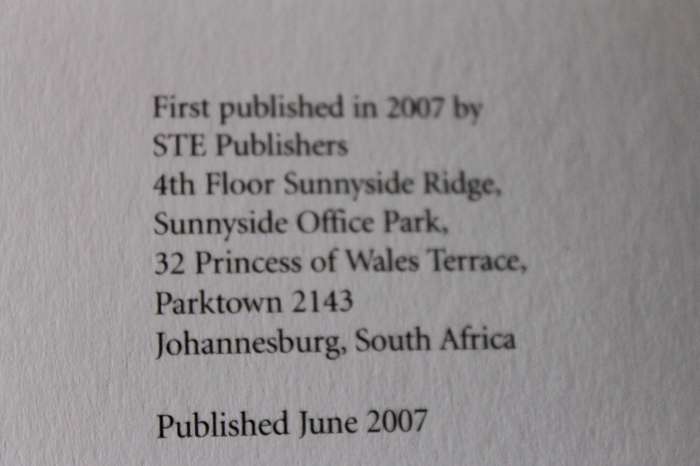 First published in 2007 by
STE Publishers
4th Floor Sunnyside Ridge,
Sunnyside Office Park,
32 Princess of Wales Terrace,
Parktown 2143
Johannesburg, South Africa
Published June 2007